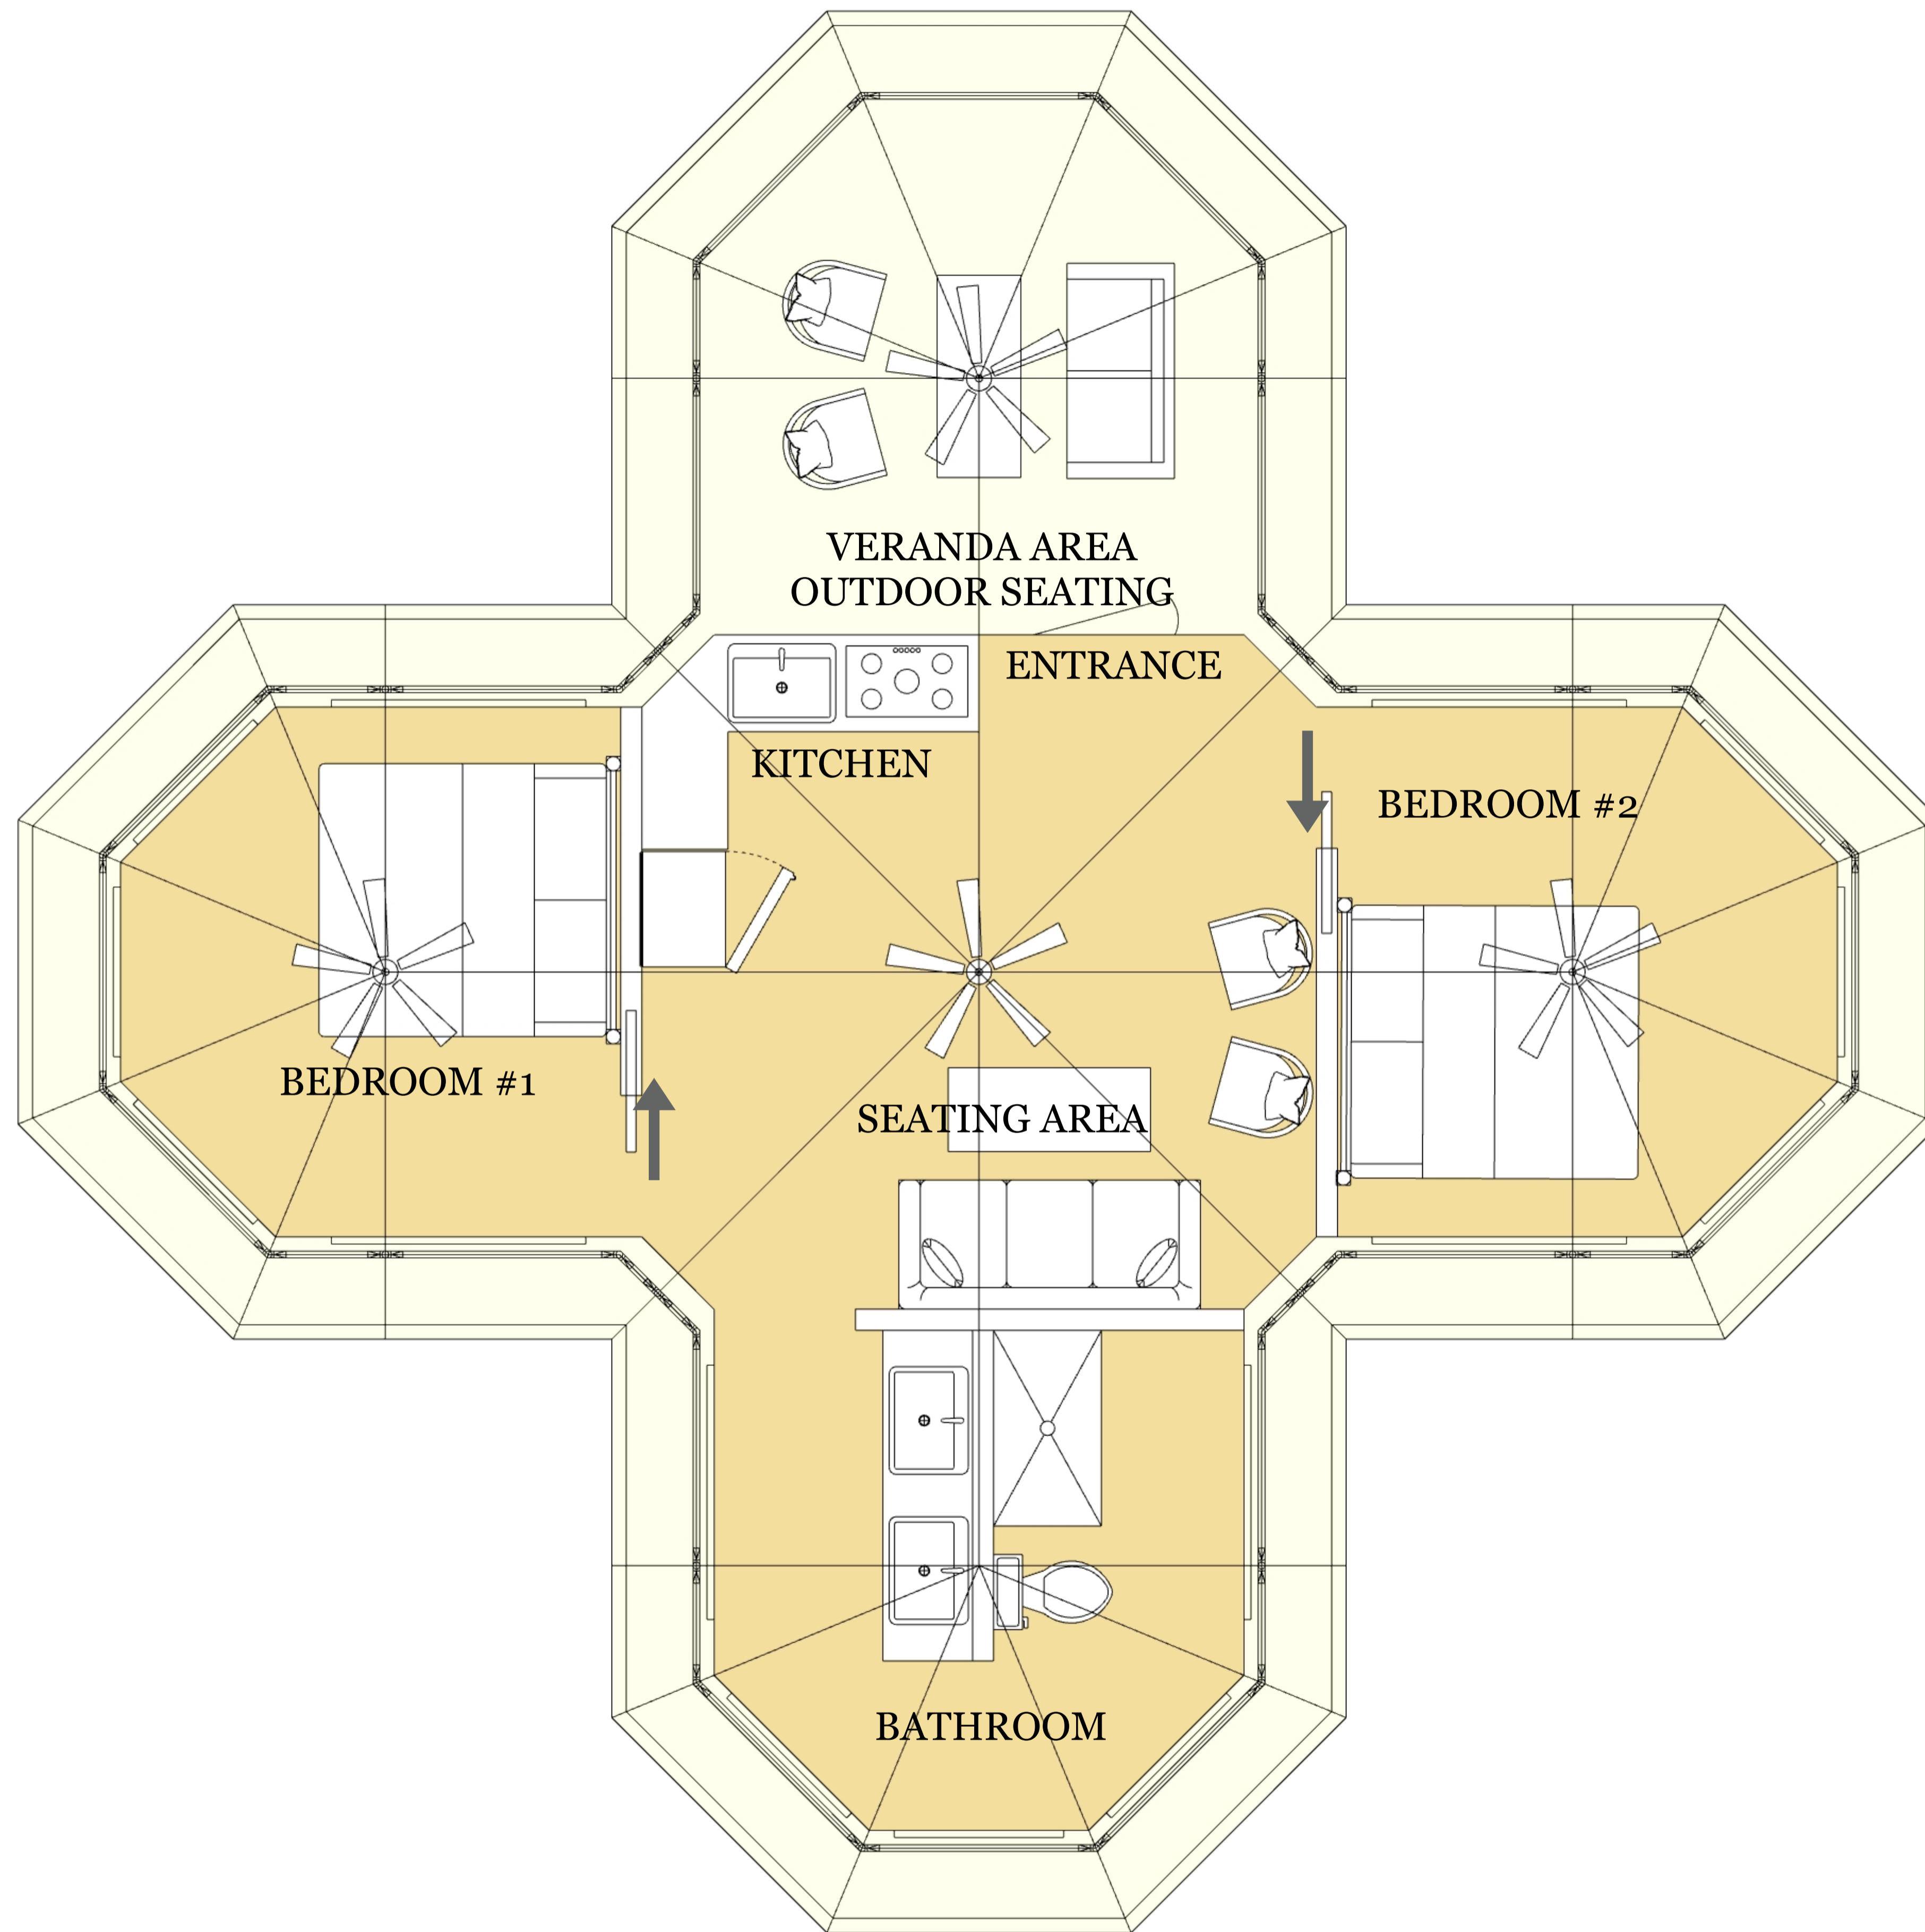 VERANDA AREA
OUTDOOR SEATING
ENTRANCE
KITCHEN
BEDROOM #2
BEDROOM #1
SEATING AREA
BATHROOM